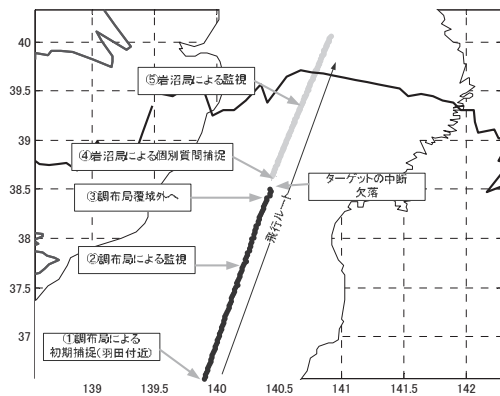 40
39.5
39
38.5
38
37.5
37
139
139.5
140
140.5
141
141.5
142
⑤岩沼局による監視
④岩沼局による個別質問捕捉
③調布局覆域外へ
ターゲットの中断
欠落
飛行ルート
②調布局による監視
①調布局による
初期捕捉(羽田付近)